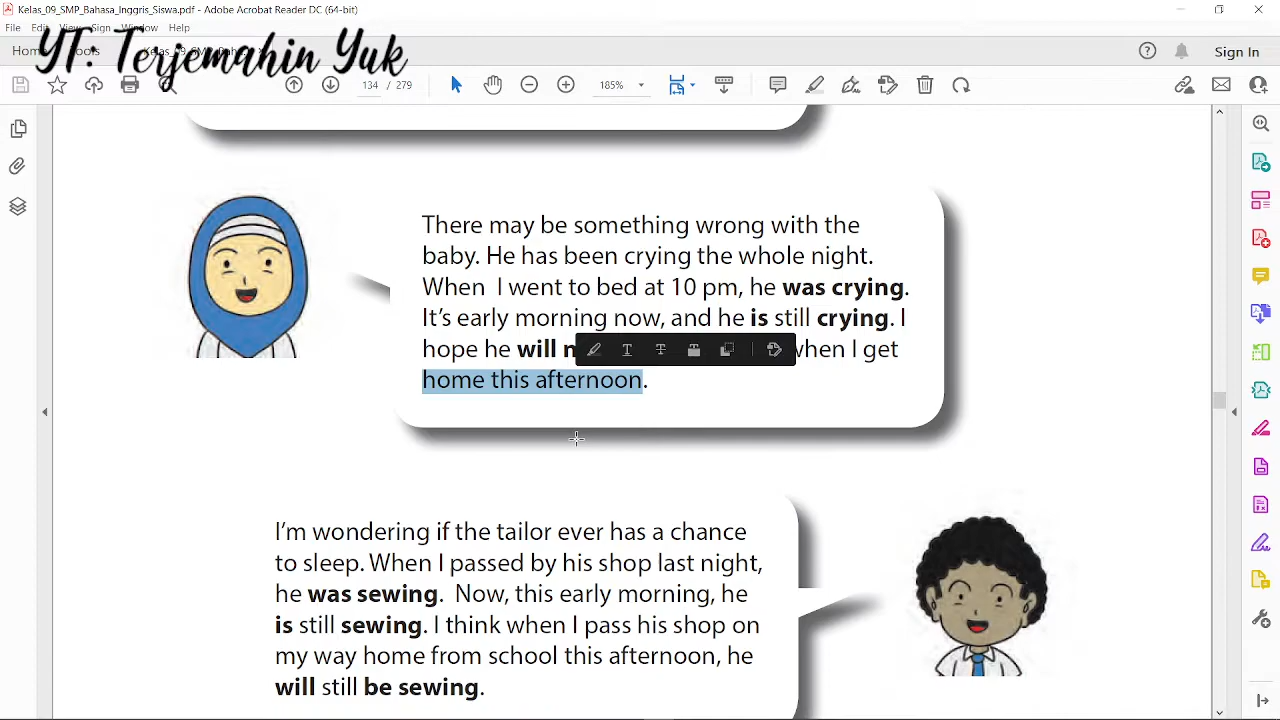 Kelas_09_SMP_Bahasa_Inggris_Siswa.pdf - Adobe Acrobat Reader DC (64-bit)
File Edit View Sign Window Help
YT: Terjemahin Yuk
Sign In
134 / 279
185%
There may be something wrong with the
baby. He has been crying the whole night.
When I went to bed at 10 pm, he was crying.
It's early morning now, and he is still crying. I
hope he will when I get
home this afternoon.
I'm wondering if the tailor ever has a chance
to sleep. When I passed by his shop last night,
he was sewing. Now, this early morning, he
is still sewing. I think when I pass his shop on
my way home from school this afternoon, he
will still be sewing.